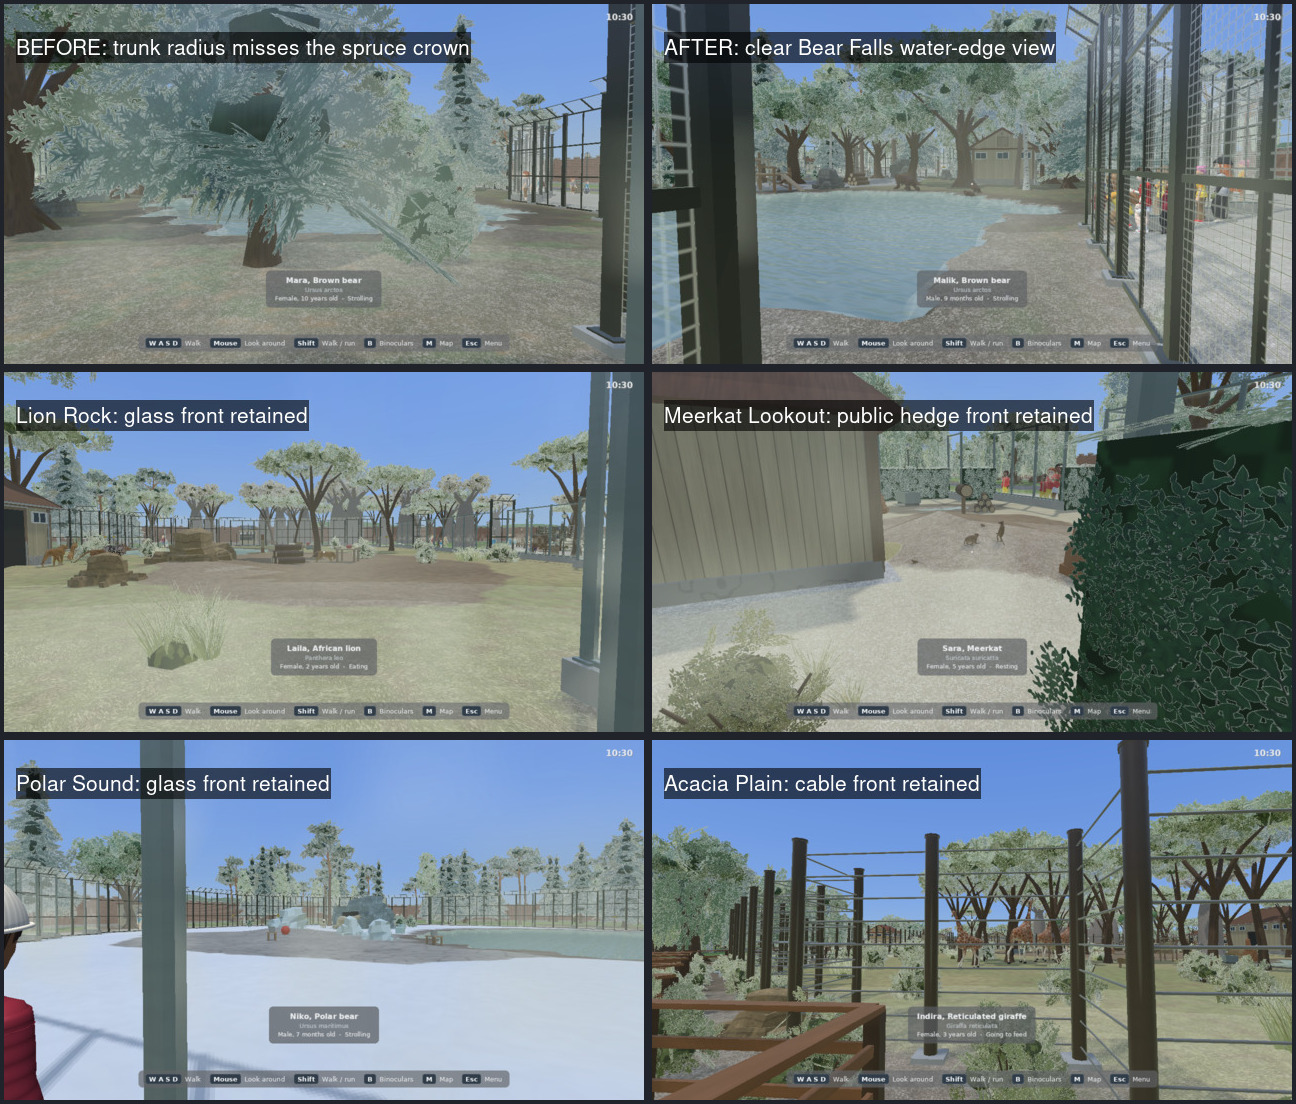 BEFORE: trunk radius misses the spruce crown
10:30
Mara, Brown bear
Ursus arctos
Female, 10 years old - Strolling
W A S D Walk Mouse Look around Shift Walk / run B Binoculars M Map Esc Menu
AFTER: clear Bear Falls water-edge view
10:30
Malik, Brown bear
Ursus arctos
Male, 9 months old - Strolling
W A S D Walk Mouse Look around Shift Walk / run B Binoculars M Map Esc Menu
Lion Rock: glass front retained
10:30
Laila, African lion
Panthera leo
Female, 2 years old - Eating
W A S D Walk Mouse Look around Shift Walk / run B Binoculars M Map Esc Menu
Meerkat Lookout: public hedge front retained
10:30
Sara, Meerkat
Suricata suricatta
Female, 5 years old - Resting
W A S D Walk Mouse Look around Shift Walk / run B Binoculars M Map Esc Menu
Polar Sound: glass front retained
10:30
Niko, Polar bear
Ursus maritimus
Male, 7 months old - Strolling
W A S D Walk Mouse Look around Shift Walk / run B Binoculars M Map Esc Menu
Acacia Plain: cable front retained
10:30
Indira, Reticulated giraffe
Giraffa reticulata
Female, 3 years old - Going to feed
W A S D Walk Mouse Look around Shift Walk / run B Binoculars M Map Esc Menu